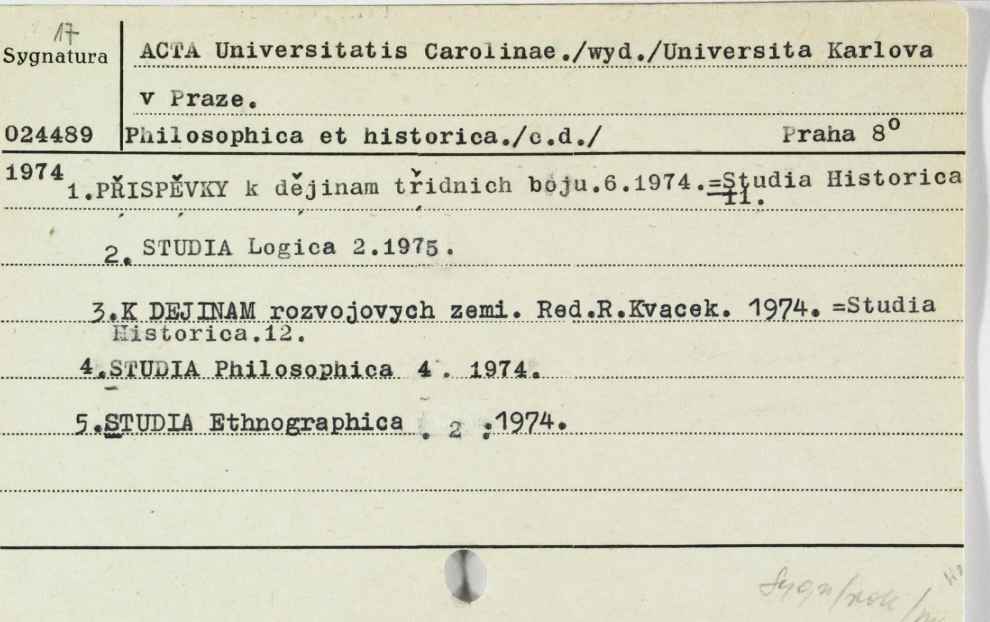 17
Sygnatura
ACTA Universitatis Carolinae./wyd./Universita Karlova
v Praze.
024489 Philosophica et historica./c.d./ Praha 8⁰
1974 1.PŘISPĚVKY k dějinam třidnich boju.6.1974.=Studia Historica
11.
2. STUDIA Logica 2.1975.
3.K DEJINAM rozvojovych zemi. Red.R.Kvacek. 1974.=Studia
Historica.12.
4.STUDIA Philosophica 4. 1974.
5.STUDIA Ethnographica . 2 .:1974.
Sygn/rok/